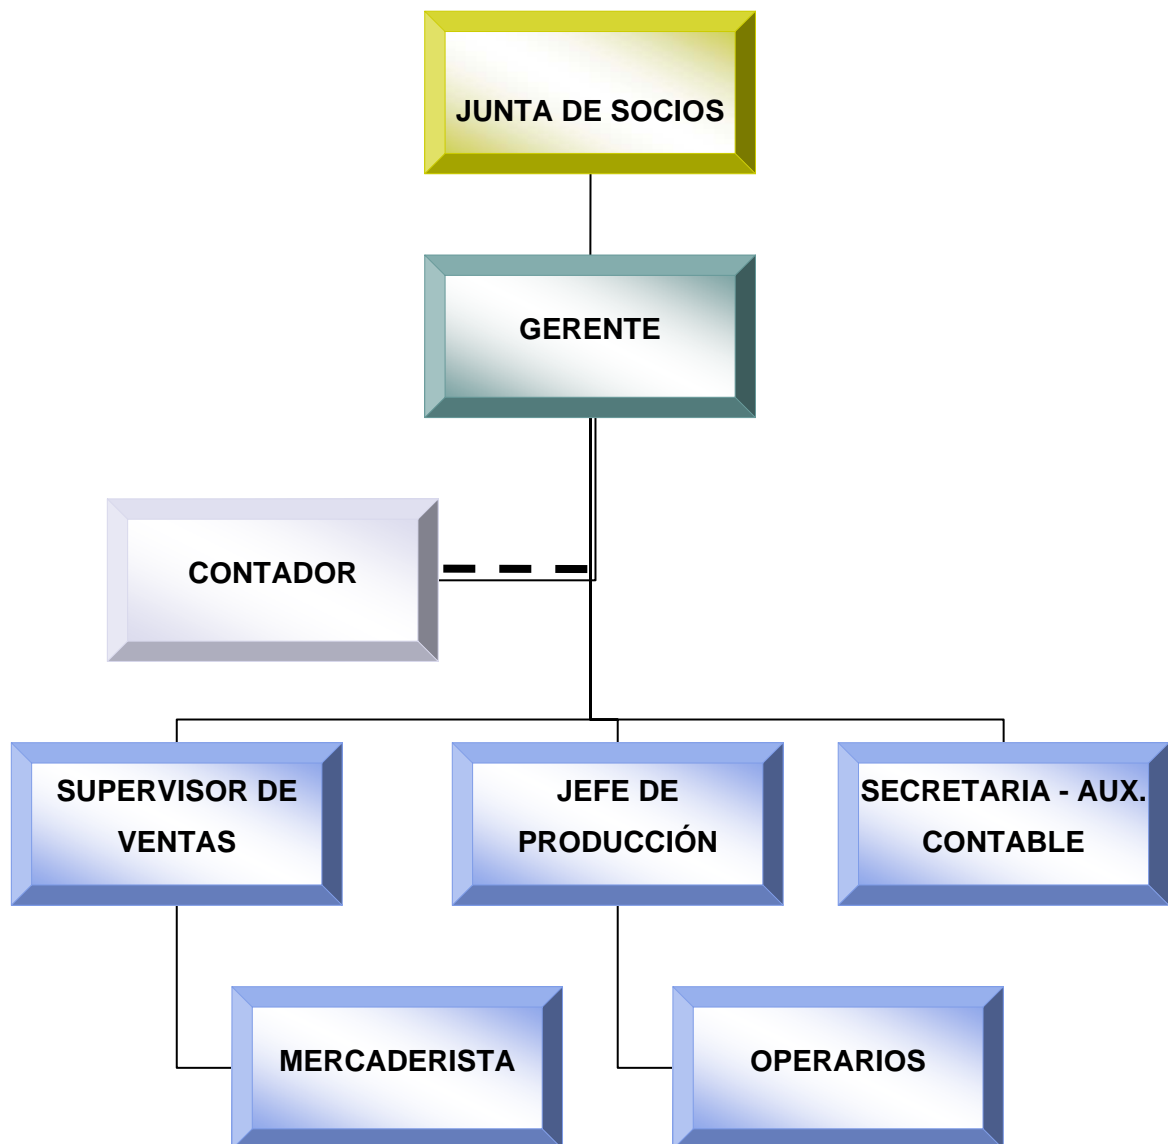 JUNTA DE SOCIOS
GERENTE
CONTADOR
SUPERVISOR DE
VENTAS
JEFE DE
PRODUCCIÓN
SECRETARIA - AUX.
CONTABLE
MERCADERISTA
OPERARIOS